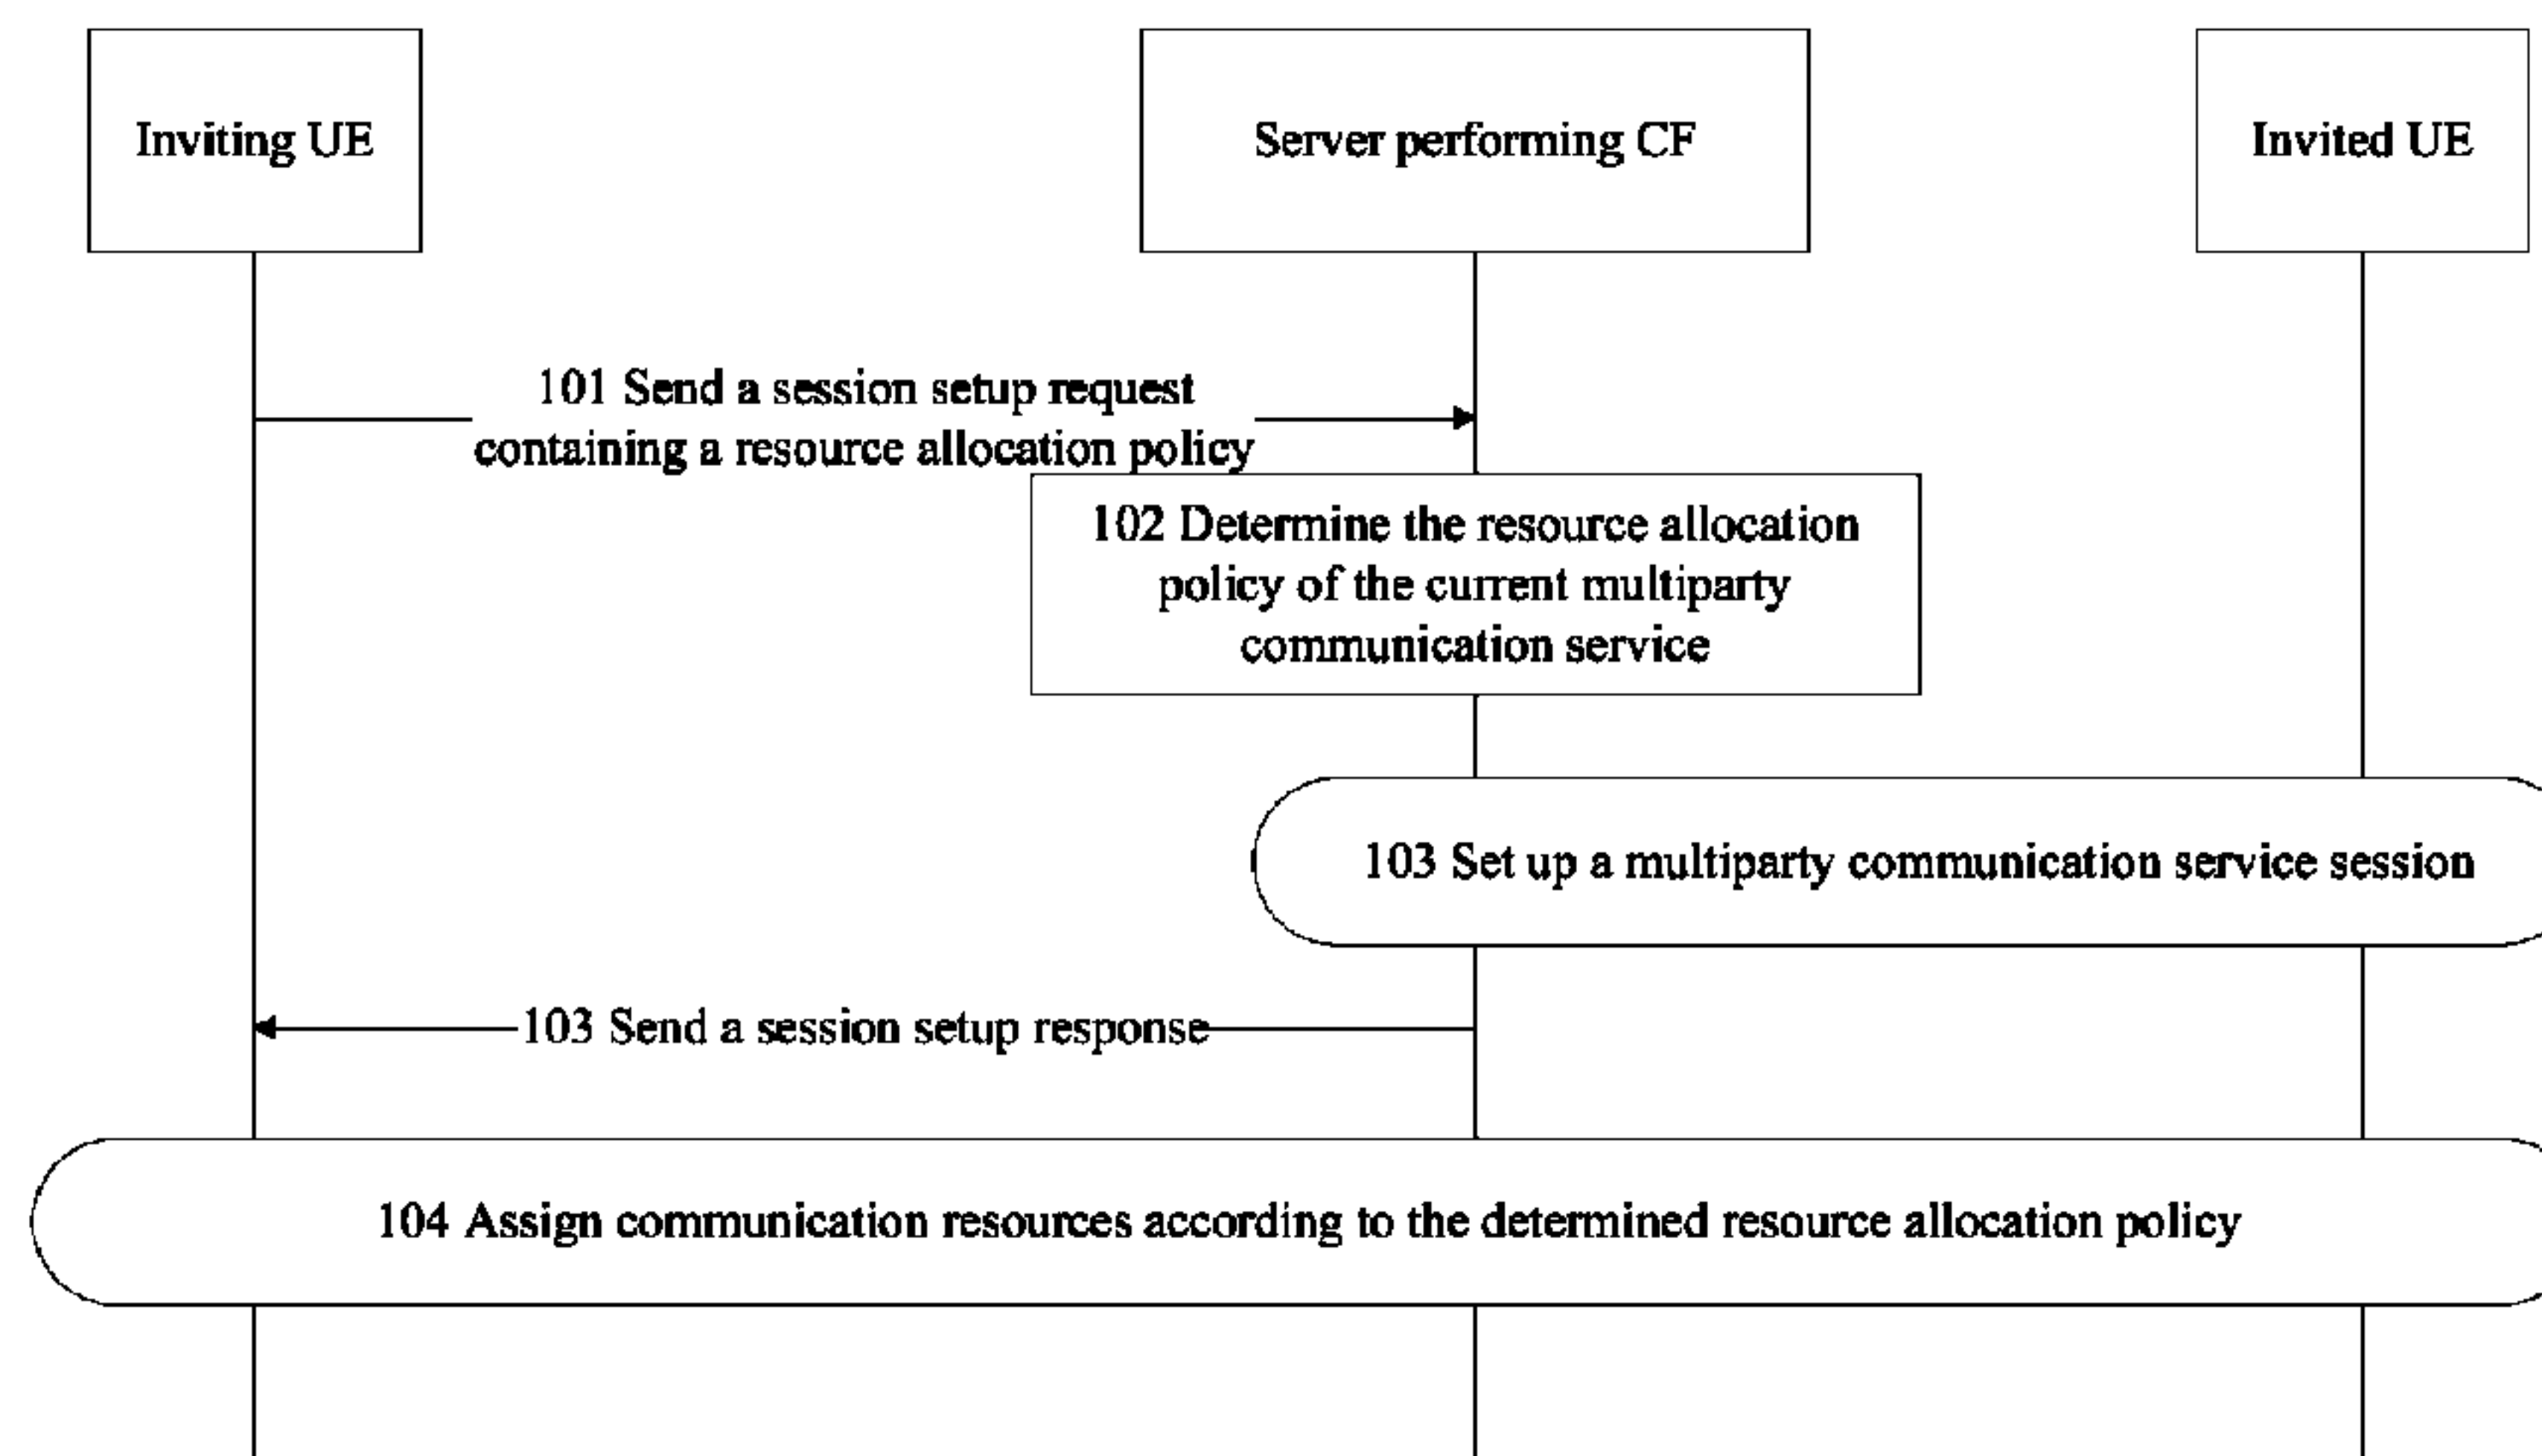 Inviting UE
Server performing CF
Invited UE
101 Send a session setup request
containing a resource allocation policy
102 Determine the resource allocation
policy of the current multiparty
communication service
103 Set up a multiparty communication service session
103 Send a session setup response
104 Assign communication resources according to the determined resource allocation policy